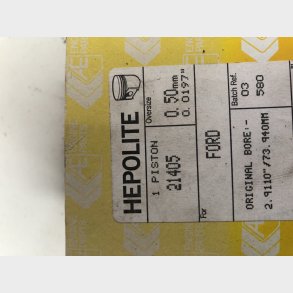 HEPOLITE
1 PISTON
21405
Oversize
0.50mm
0.0197"
For
FORD
Batch Ref.
03
580
ORIGINAL BORE:-
2.9110"/73.940MM